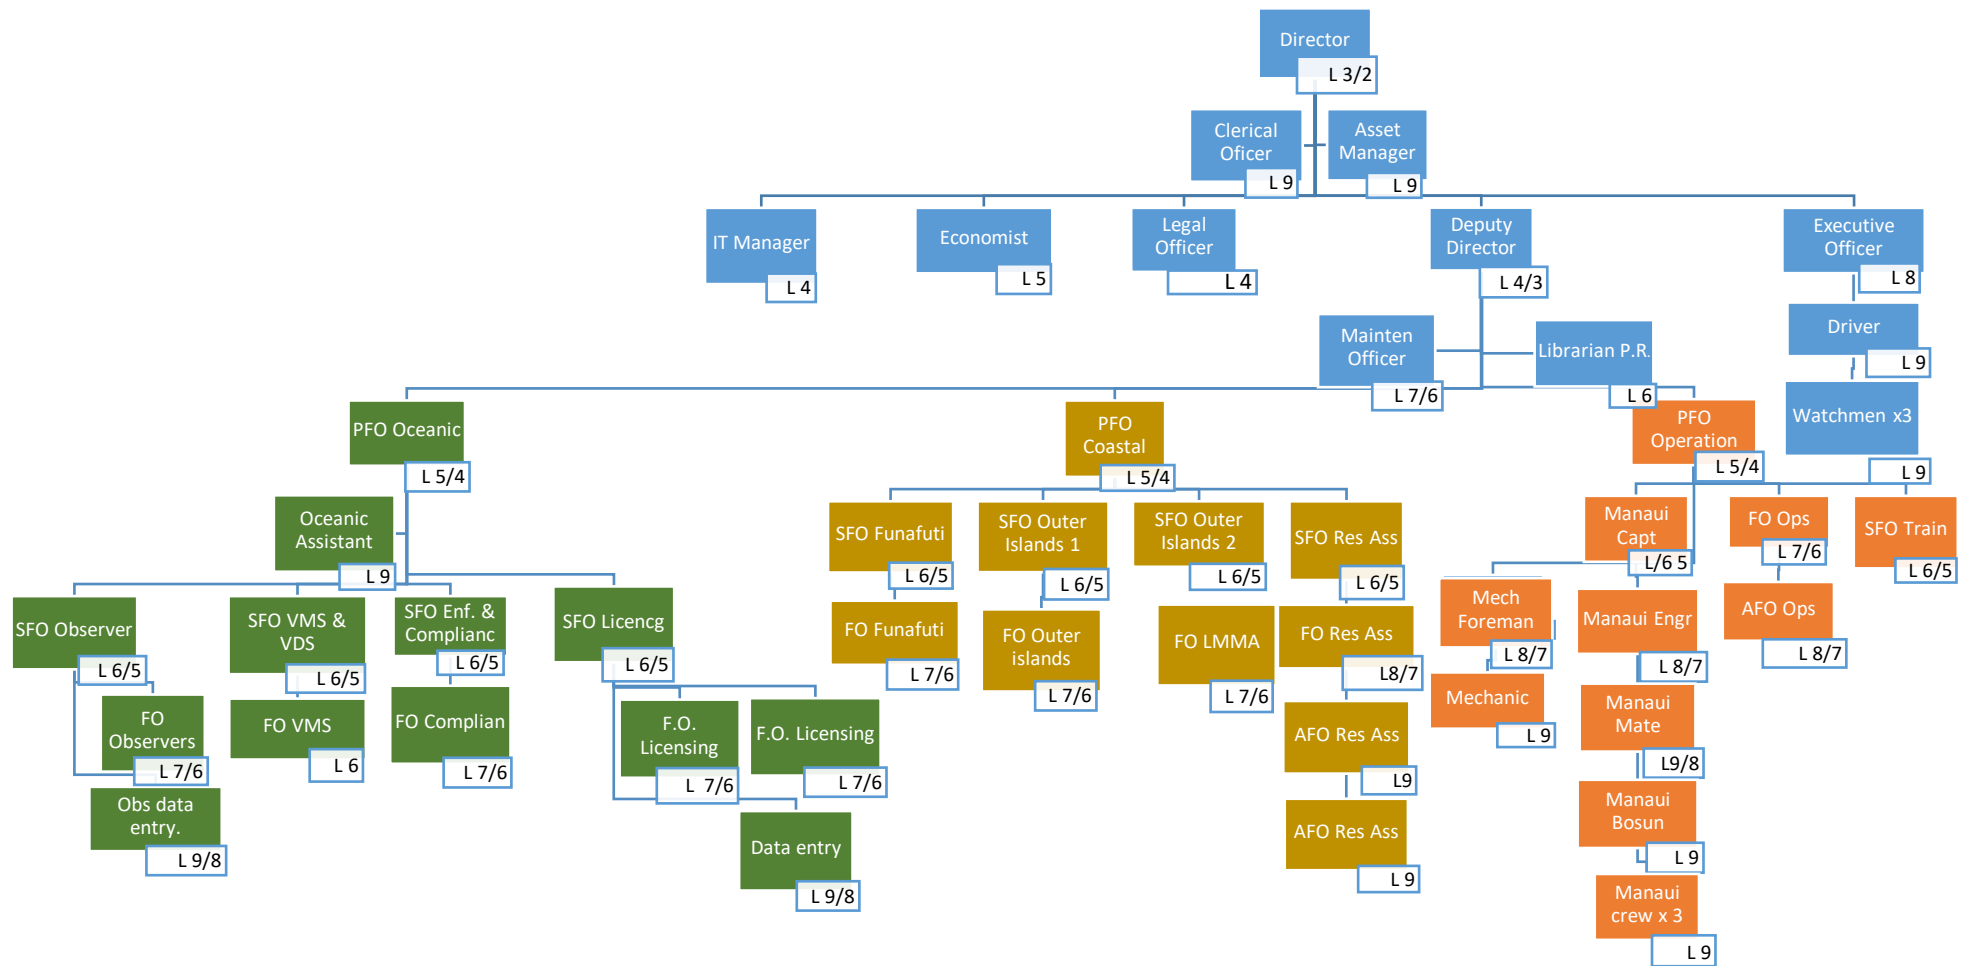 Director
L 3/2
Clerical
Oficer
L 9
Asset
Manager
L 9
IT Manager
L 4
Economist
L 5
Legal
Officer
L 4
Deputy
Director
L 4/3
Executive
Officer
L 8
Mainten
Officer
L 7/6
Librarian P.R.
L 6
Driver
L 9
Watchmen x3
L 9
PFO Oceanic
L 5/4
PFO
Coastal
L 5/4
PFO
Operation
L 5/4
Oceanic
Assistant
L 9
SFO Observer
L 6/5
SFO VMS &
VDS
L 6/5
SFO Enf. &
Complianc
L 6/5
SFO Licencg
L 6/5
FO
Observers
L 7/6
Obs data
entry.
L 9/8
FO VMS
L 6
FO Complian
L 7/6
F.O.
Licensing
L 7/6
F.O. Licensing
L 7/6
Data entry
L 9/8
SFO Funafuti
L 6/5
SFO Outer
Islands 1
L 6/5
SFO Outer
Islands 2
L 6/5
SFO Res Ass
L 6/5
FO Funafuti
L 7/6
FO Outer
islands
L 7/6
FO LMMA
L 7/6
FO Res Ass
L8/7
AFO Res Ass
L9
AFO Res Ass
L 9
Manaui
Capt
L/6 5
FO Ops
L 7/6
SFO Train
L 6/5
Mech
Foreman
L 8/7
Mechanic
L 9
Manaui Engr
L 8/7
AFO Ops
L 8/7
Manaui
Mate
L9/8
Manaui
Bosun
L 9
Manaui
crew x 3
L 9